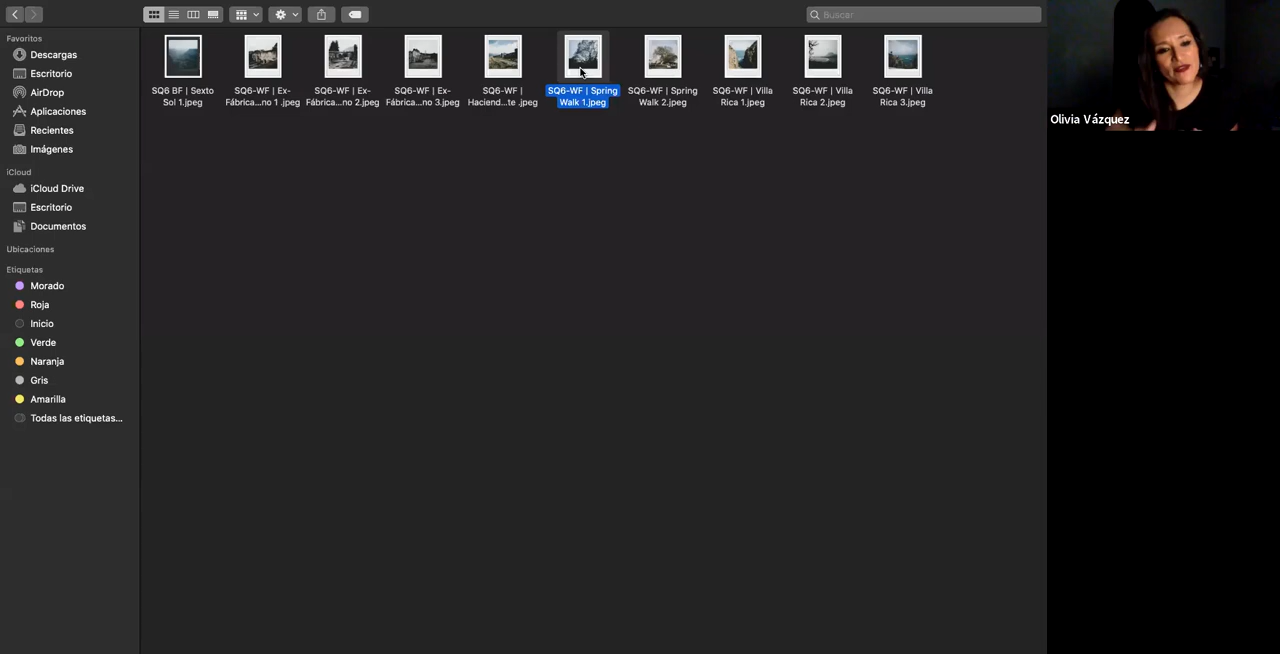 Buscar
Favoritos
Descargas
Escritorio
AirDrop
Aplicaciones
Recientes
Imágenes
iCloud
iCloud Drive
Escritorio
Documentos
Ubicaciones
Etiquetas
Morado
Roja
Inicio
Verde
Naranja
Gris
Amarilla
Todas las etiquetas...
SQ6 BF | Sexto
Sol 1.jpeg
SQ6-WF | Ex-
Fábrica...no 1 .jpeg
SQ6-WF | Ex-
Fábrica...no 2.jpeg
SQ6-WF | Ex-
Fábrica...no 3.jpeg
SQ6-WF |
Haciend...te .jpeg
SQ6-WF | Spring
Walk 1.jpeg
SQ6-WF | Spring
Walk 2.jpeg
SQ6-WF | Villa
Rica 1.jpeg
SQ6-WF | Villa
Rica 2.jpeg
SQ6-WF | Villa
Rica 3.jpeg
Olivia Vázquez